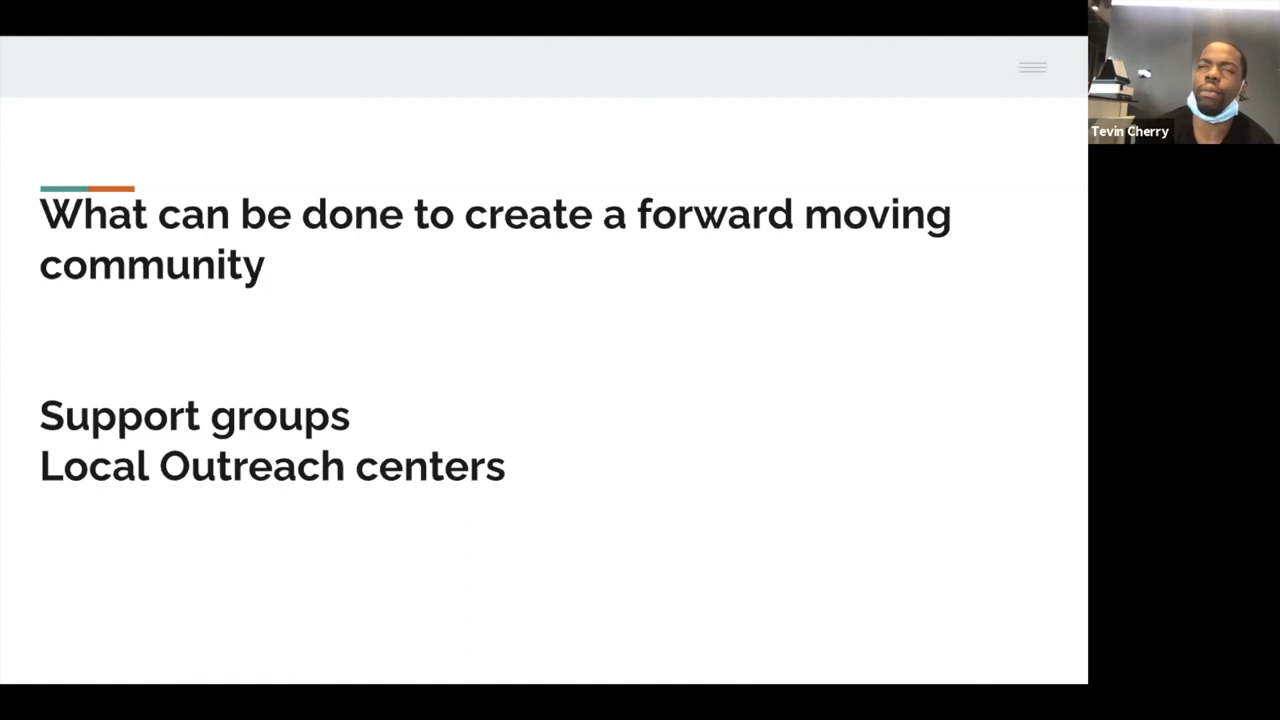 What can be done to create a forward moving
community
Support groups
Local Outreach centers
Tevin Cherry